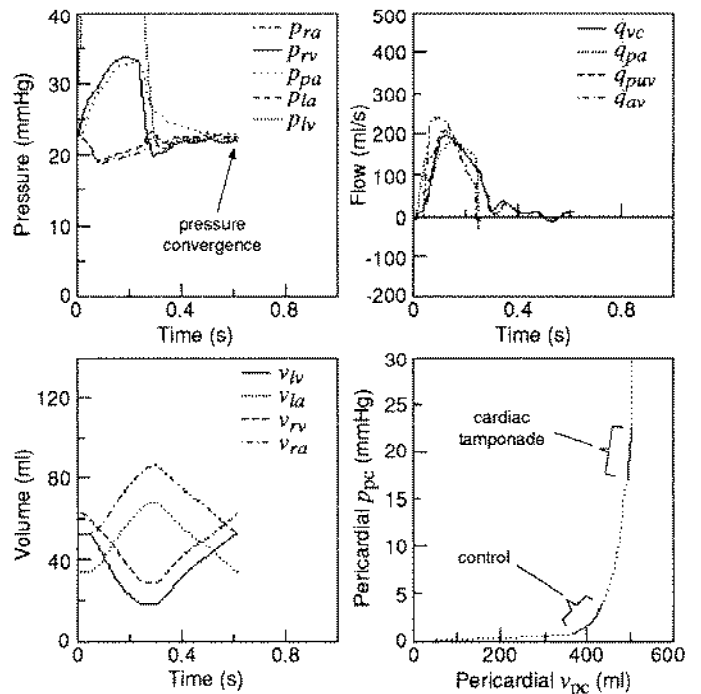 40
30
20
10
0
Pressure (mmHg)
p_ra
p_rv
p_pa
p_la
p_lv
pressure
convergence
0
0.4
0.8
Time (s)
500
400
300
200
100
0
-100
-200
Flow (ml/s)
q_vc
q_pa
q_puv
q_av
0
0.4
0.8
Time (s)
120
80
40
0
Volume (ml)
v_lv
v_la
v_rv
v_ra
0
0.4
0.8
Time (s)
30
25
20
15
10
5
0
Pericardial p_pc (mmHg)
cardiac
tamponade
control
0
200
400
600
Pericardial v_pc (ml)